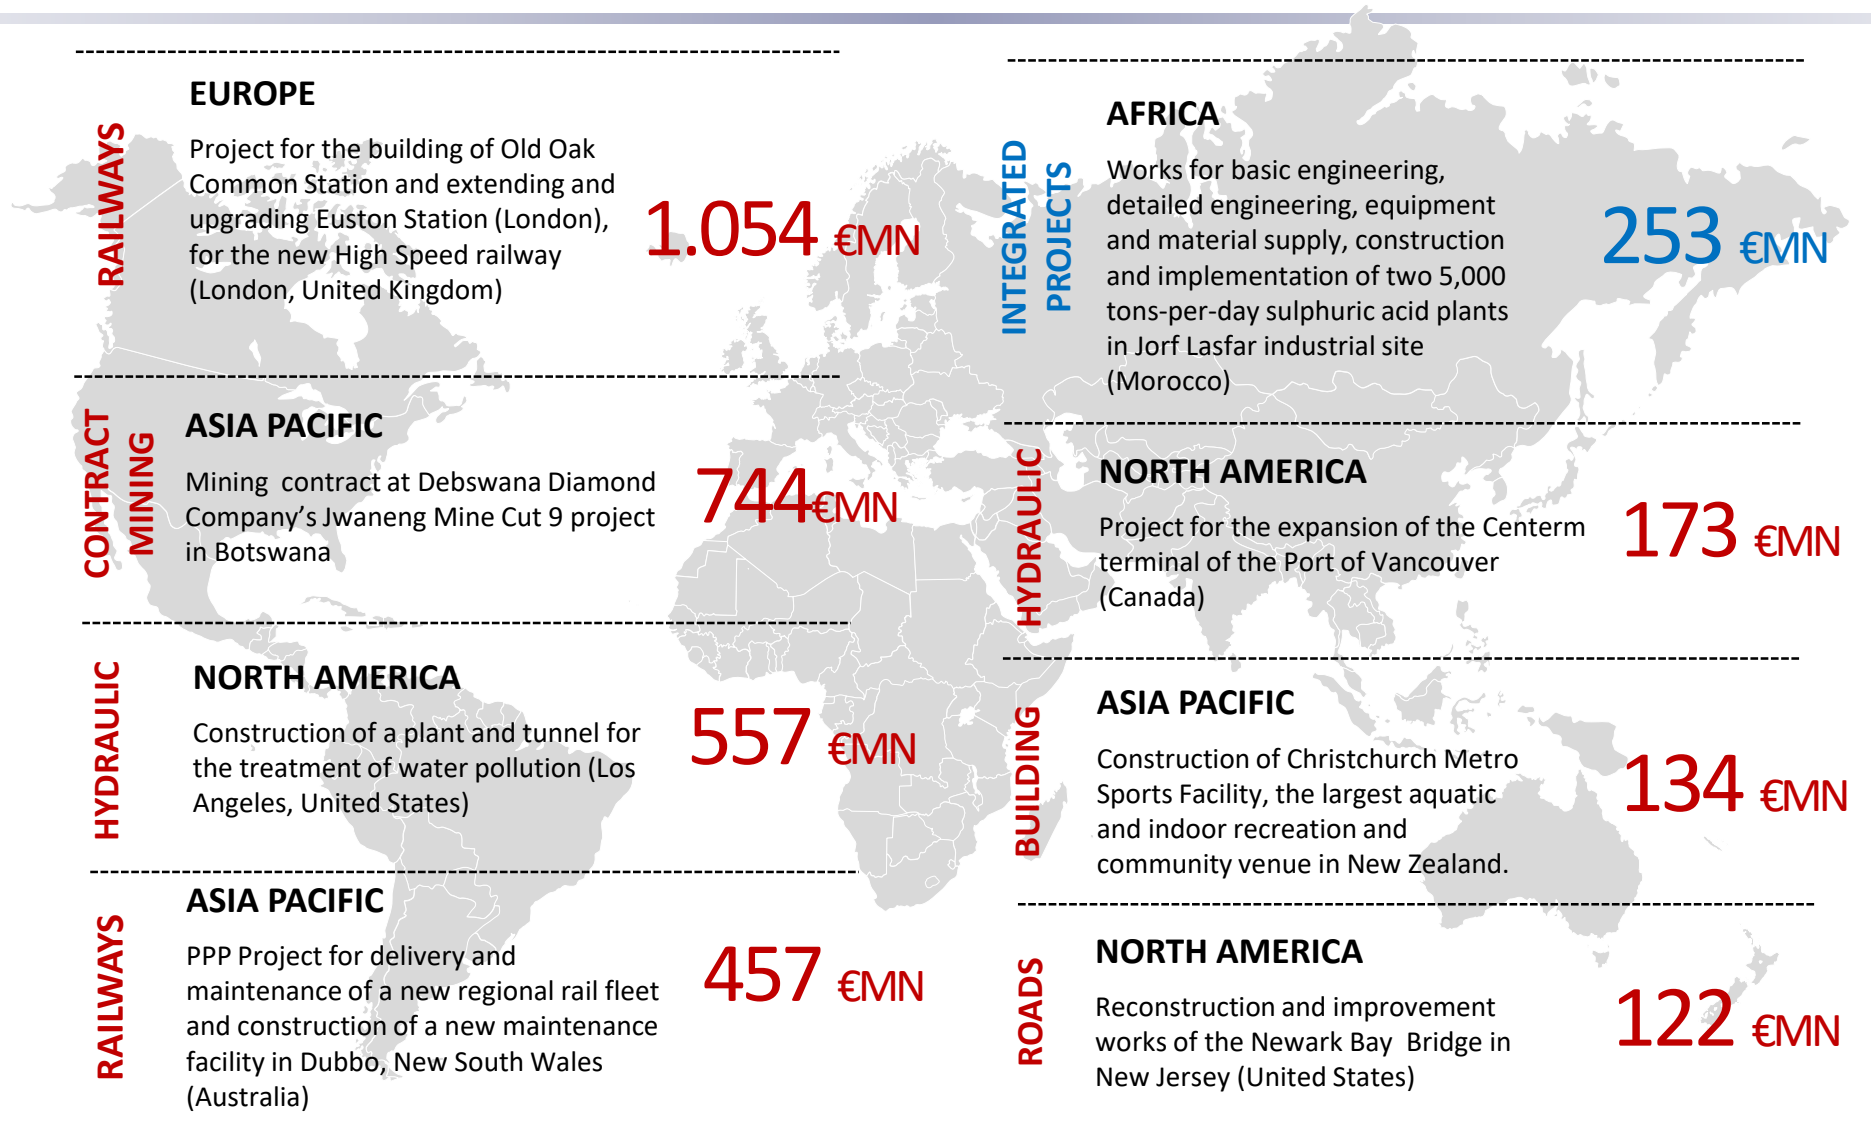 RAILWAYS
EUROPE
Project for the building of Old Oak
Common Station and extending and
upgrading Euston Station (London),
for the new High Speed railway
(London, United Kingdom)
1.054 €MN
CONTRACT
MINING
ASIA PACIFIC
Mining contract at Debswana Diamond
Company’s Jwaneng Mine Cut 9 project
in Botswana
744€MN
HYDRAULIC
NORTH AMERICA
Construction of a plant and tunnel for
the treatment of water pollution (Los
Angeles, United States)
557 €MN
RAILWAYS
ASIA PACIFIC
PPP Project for delivery and
maintenance of a new regional rail fleet
and construction of a new maintenance
facility in Dubbo, New South Wales
(Australia)
457 €MN
INTEGRATED
PROJECTS
AFRICA
Works for basic engineering,
detailed engineering, equipment
and material supply, construction
and implementation of two 5,000
tons-per-day sulphuric acid plants
in Jorf Lasfar industrial site
(Morocco)
253 €MN
HYDRAULIC
NORTH AMERICA
Project for the expansion of the Centerm
terminal of the Port of Vancouver
(Canada)
173 €MN
BUILDING
ASIA PACIFIC
Construction of Christchurch Metro
Sports Facility, the largest aquatic
and indoor recreation and
community venue in New Zealand.
134 €MN
ROADS
NORTH AMERICA
Reconstruction and improvement
works of the Newark Bay Bridge in
New Jersey (United States)
122 €MN